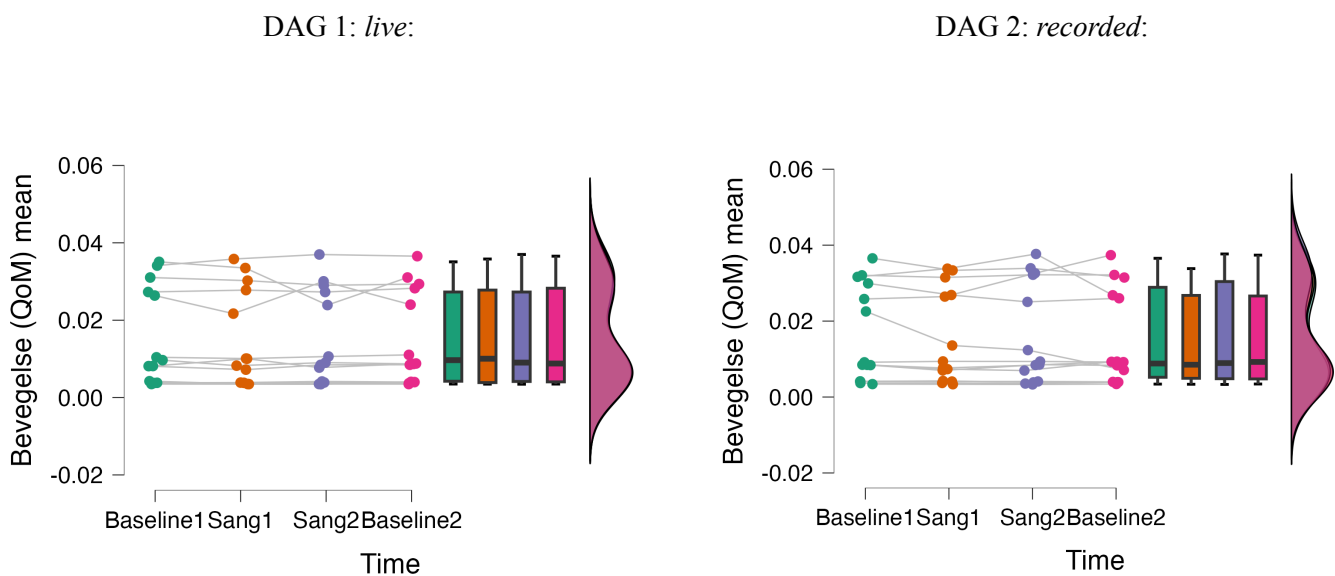 DAG 1: live:
DAG 2: recorded:
Bevegelse (QoM) mean
0.06
0.04
0.02
0.00
-0.02
Baseline1 Sang1 Sang2 Baseline2
Time
Bevegelse (QoM) mean
0.06
0.04
0.02
0.00
-0.02
Baseline1 Sang1 Sang2 Baseline2
Time